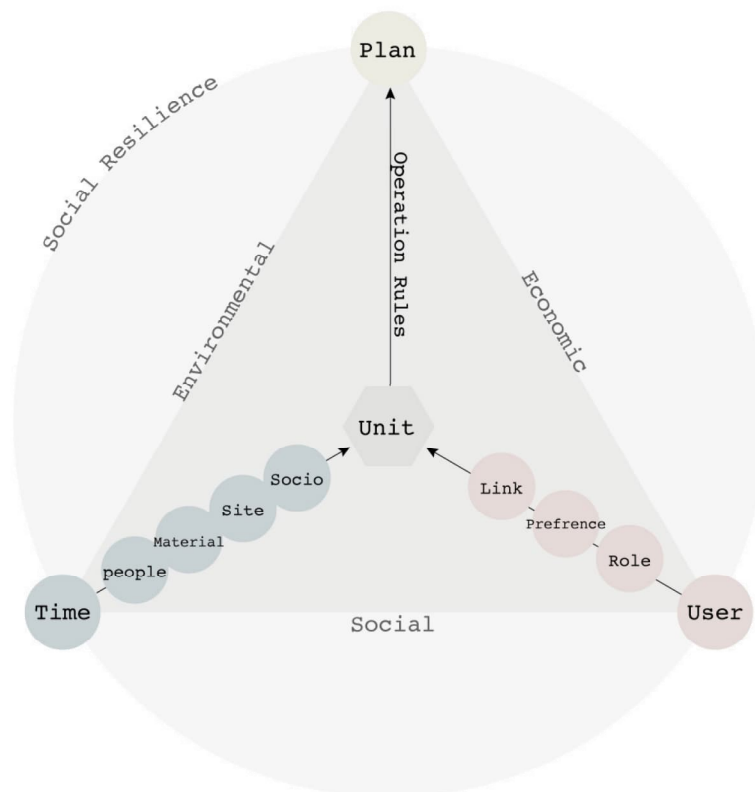 Plan
Social Resilience
Operation Rules
Environmental
Economic
Unit
Socio
Link
Site
Prefrence
Material
Role
people
Time
User
Social